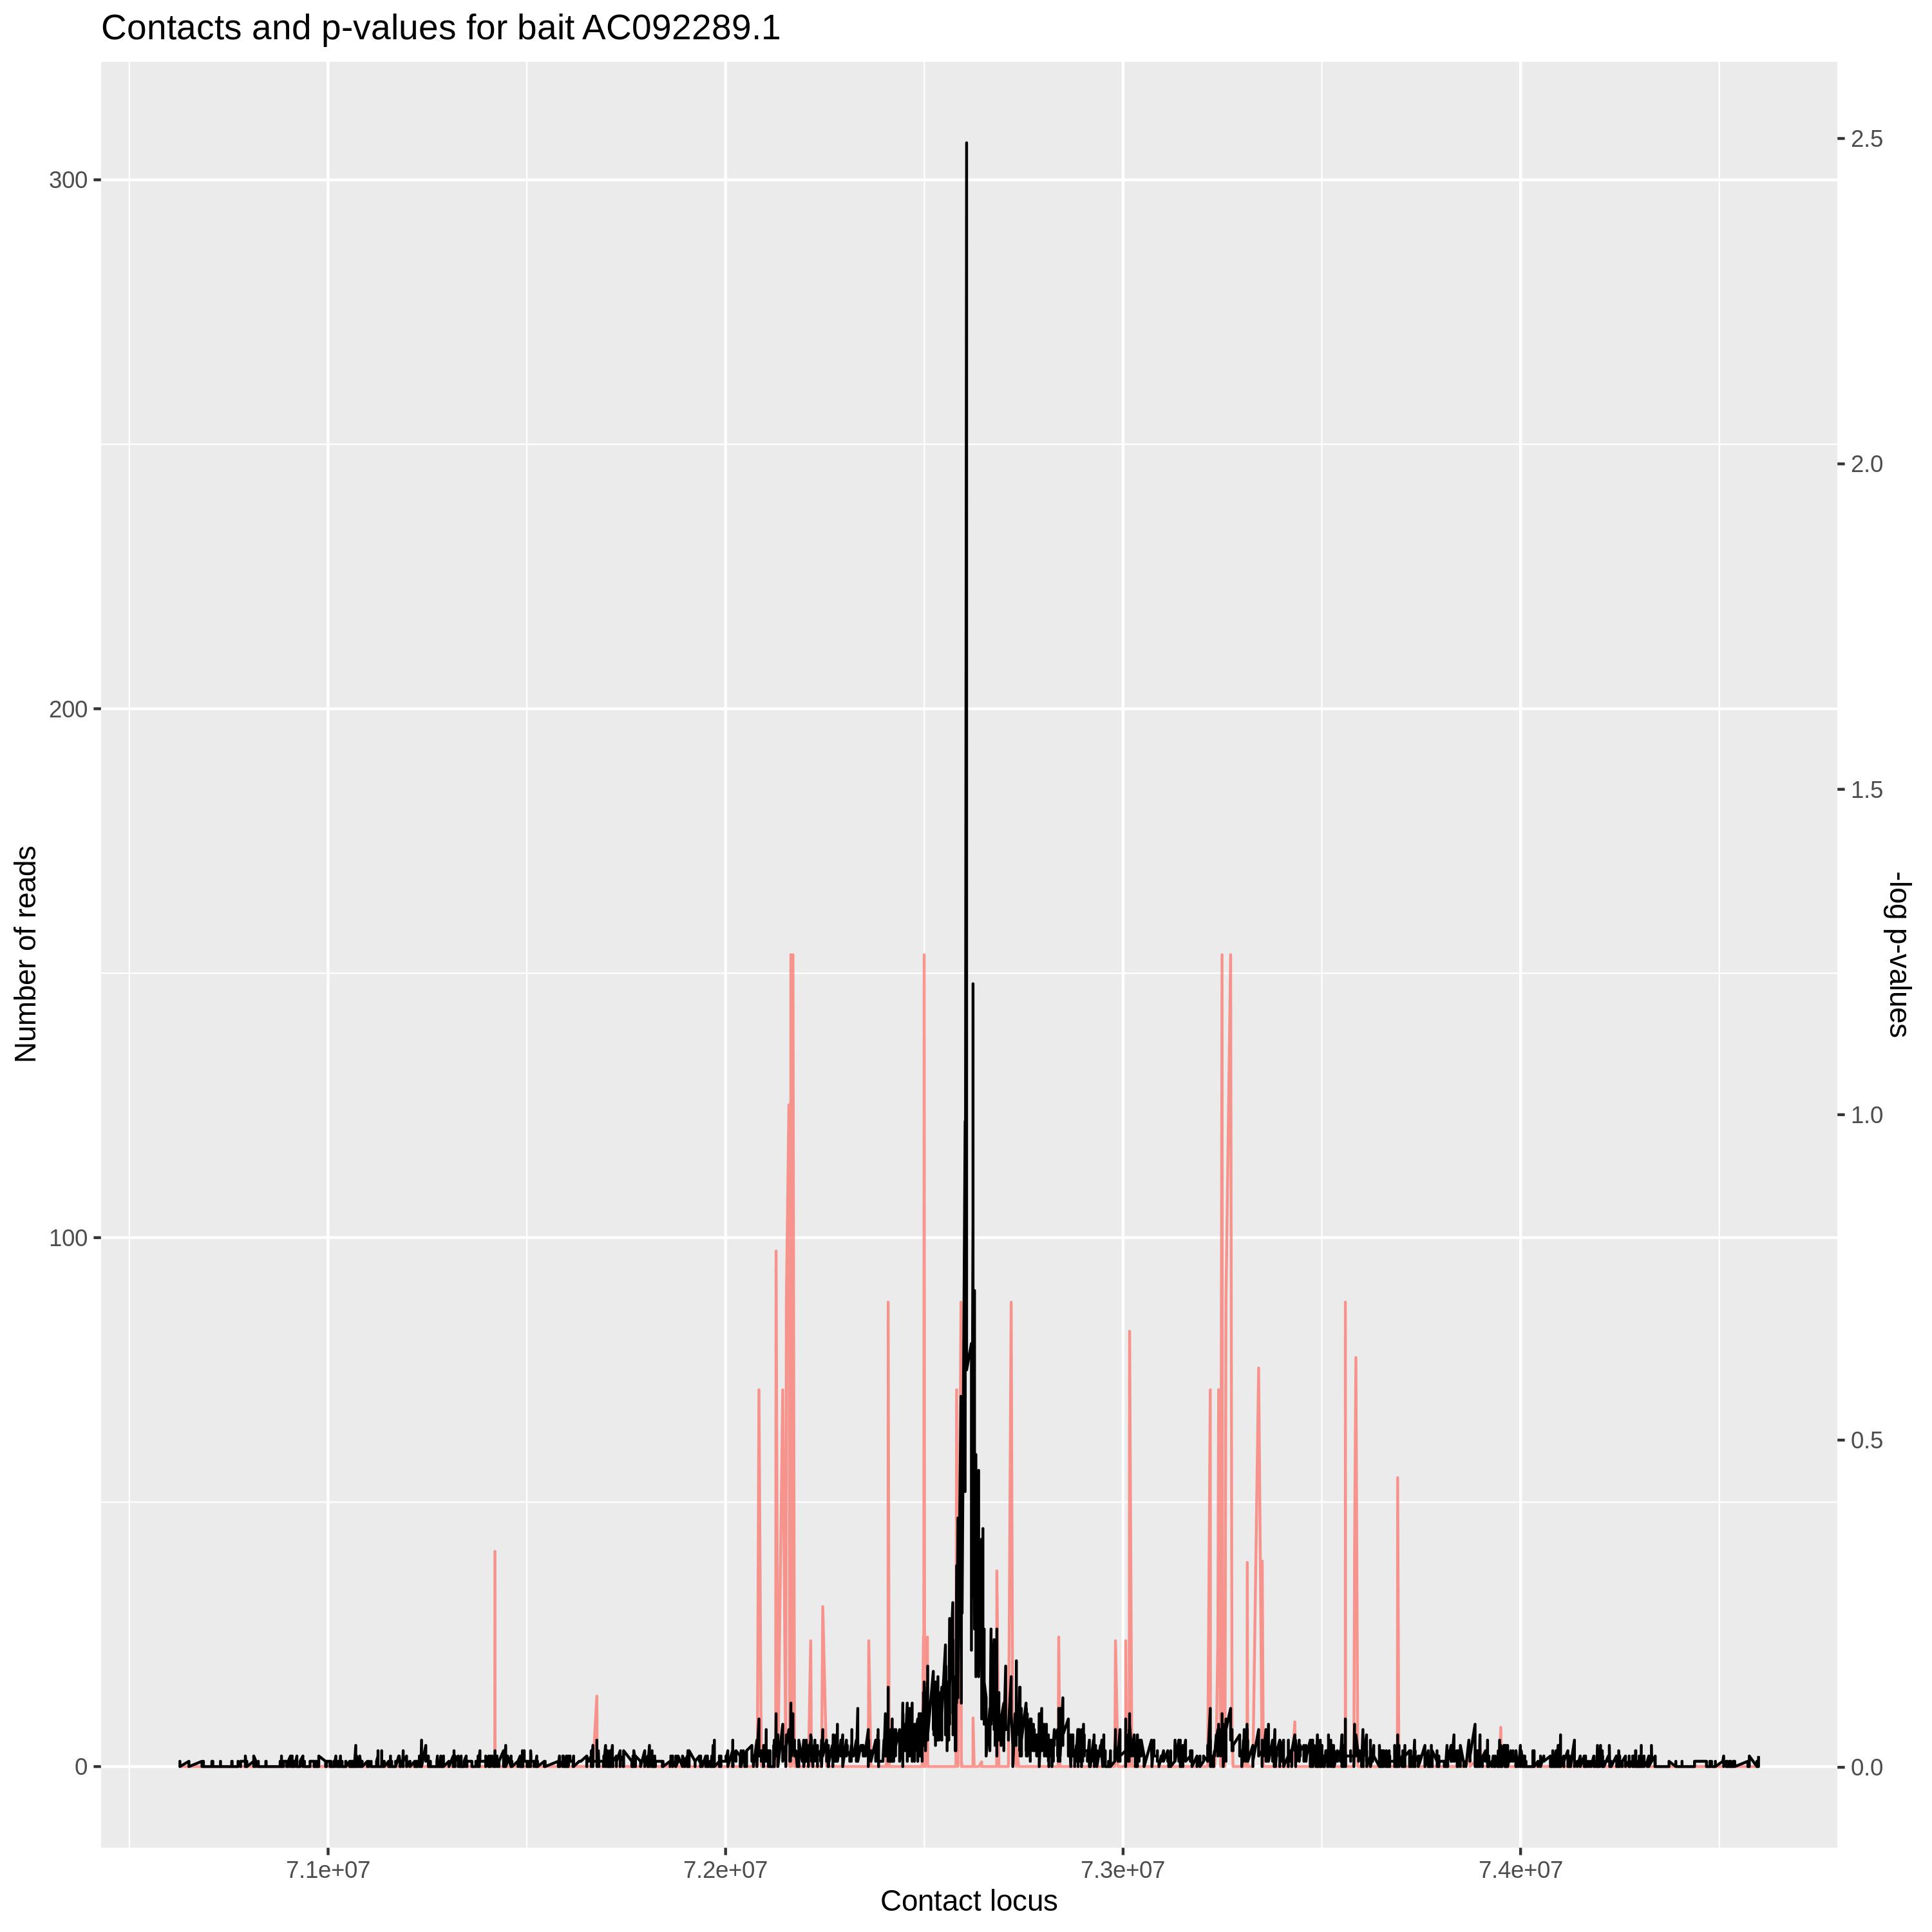 Contacts and p-values for bait AC092289.1
300
200
100
0
Number of reads
2.5
2.0
1.5
1.0
0.5
0.0
-log p-values
7.1e+07
7.2e+07
7.3e+07
7.4e+07
Contact locus